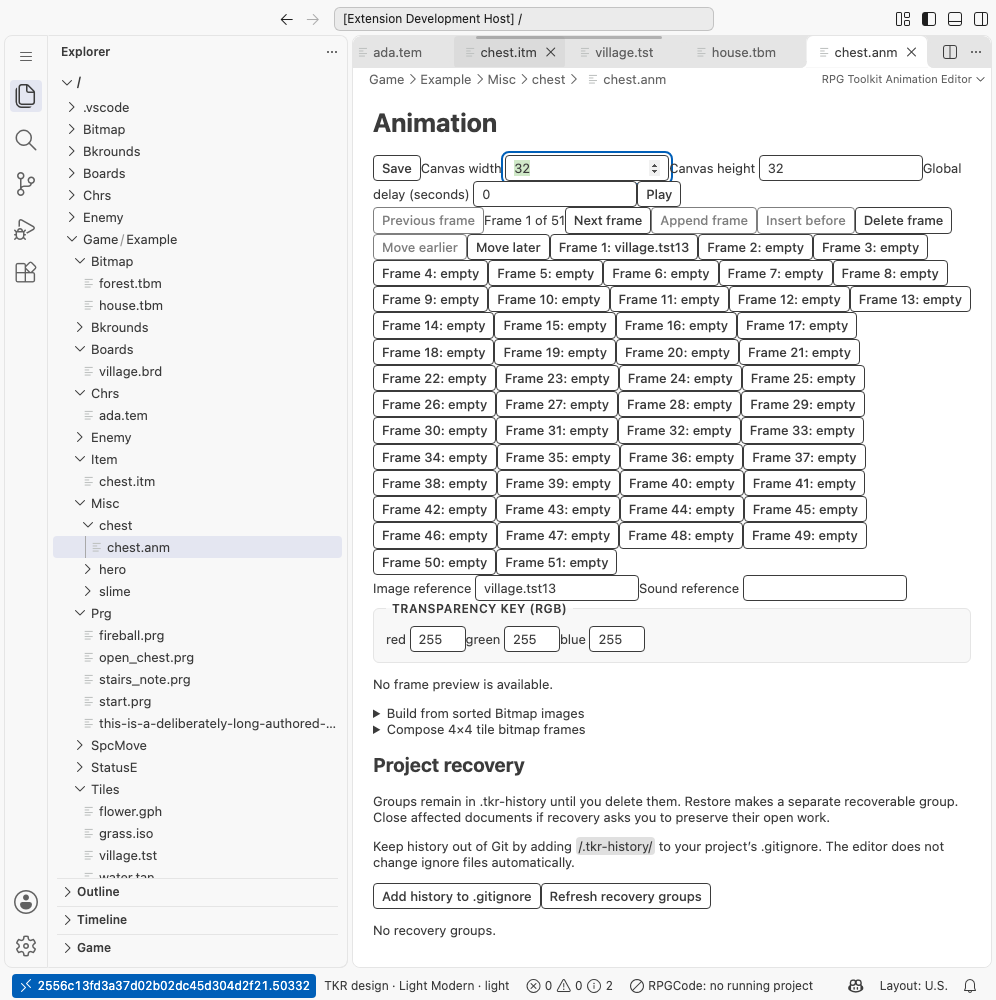 [Extension Development Host] /
Explorer
/
.vscode
Bitmap
Bkrounds
Boards
Chrs
Enemy
Game / Example
Bitmap
forest.tbm
house.tbm
Bkrounds
Boards
village.brd
Chrs
ada.tem
Enemy
Item
chest.itm
Misc
chest
chest.anm
hero
slime
Prg
fireball.prg
open_chest.prg
stairs_note.prg
start.prg
this-is-a-deliberately-long-authored-...
SpcMove
StatusE
Tiles
flower.gph
grass.iso
village.tst
water.tan
Outline
Timeline
Game
ada.tem chest.itm village.tst house.tbm chest.anm
Game > Example > Misc > chest > chest.anm RPG Toolkit Animation Editor
Animation
Save Canvas width 32 Canvas height 32 Global
delay (seconds) 0 Play
Previous frame Frame 1 of 51 Next frame Append frame Insert before Delete frame
Move earlier Move later Frame 1: village.tst13 Frame 2: empty Frame 3: empty
Frame 4: empty Frame 5: empty Frame 6: empty Frame 7: empty Frame 8: empty
Frame 9: empty Frame 10: empty Frame 11: empty Frame 12: empty Frame 13: empty
Frame 14: empty Frame 15: empty Frame 16: empty Frame 17: empty
Frame 18: empty Frame 19: empty Frame 20: empty Frame 21: empty
Frame 22: empty Frame 23: empty Frame 24: empty Frame 25: empty
Frame 26: empty Frame 27: empty Frame 28: empty Frame 29: empty
Frame 30: empty Frame 31: empty Frame 32: empty Frame 33: empty
Frame 34: empty Frame 35: empty Frame 36: empty Frame 37: empty
Frame 38: empty Frame 39: empty Frame 40: empty Frame 41: empty
Frame 42: empty Frame 43: empty Frame 44: empty Frame 45: empty
Frame 46: empty Frame 47: empty Frame 48: empty Frame 49: empty
Frame 50: empty Frame 51: empty
Image reference village.tst13 Sound reference
TRANSPARENCY KEY (RGB)
red 255 green 255 blue 255
No frame preview is available.
Build from sorted Bitmap images
Compose 4×4 tile bitmap frames
Project recovery
Groups remain in .tkr-history until you delete them. Restore makes a separate recoverable group.
Close affected documents if recovery asks you to preserve their open work.
Keep history out of Git by adding /.tkr-history/ to your project's .gitignore. The editor does not
change ignore files automatically.
Add history to .gitignore Refresh recovery groups
No recovery groups.
2556c13fd3a37d02b02dc45d304d2f21.50332 TKR design · Light Modern · light 0 0 2 RPGCode: no running project Layout: U.S.